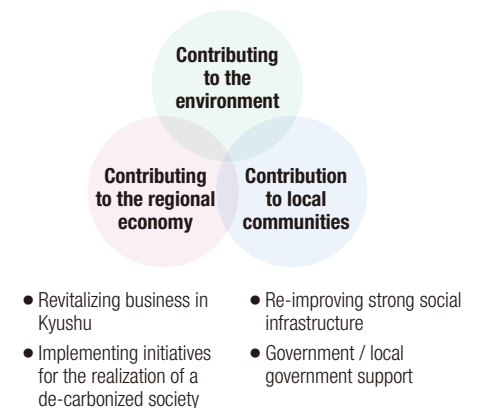 Contributing
to the
environment
Contributing
to the regional
economy
Contribution
to local
communities
● Revitalizing business in
Kyushu
● Implementing initiatives
for the realization of a
de-carbonized society
● Re-improving strong social
infrastructure
● Government / local
government support